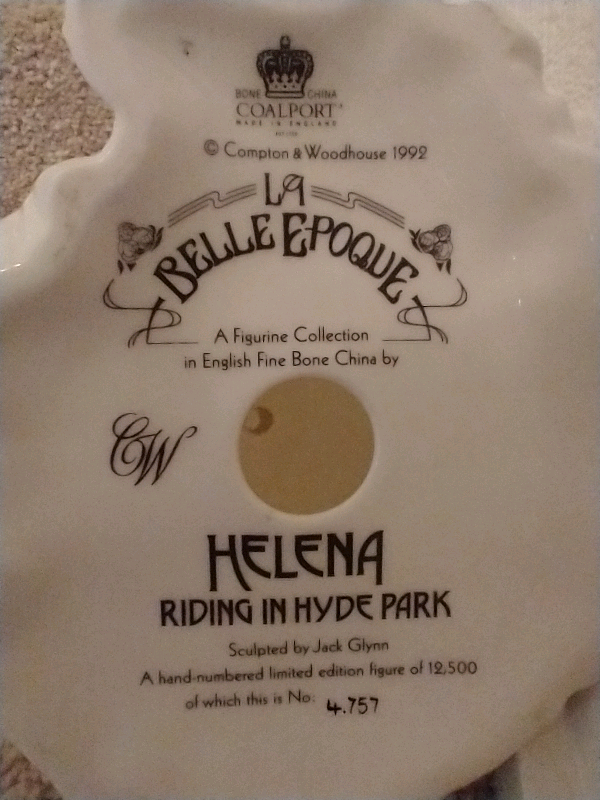 BONE CHINA
COALPORT
MADE IN ENGLAND
© Compton & Woodhouse 1992
LA
BELLE EPOQUE
A Figurine Collection
in English Fine Bone China by
CW
HELENA
RIDING IN HYDE PARK
Sculpted by Jack Glynn
A hand-numbered limited edition figure of 12,500
of which this is No: 4.757